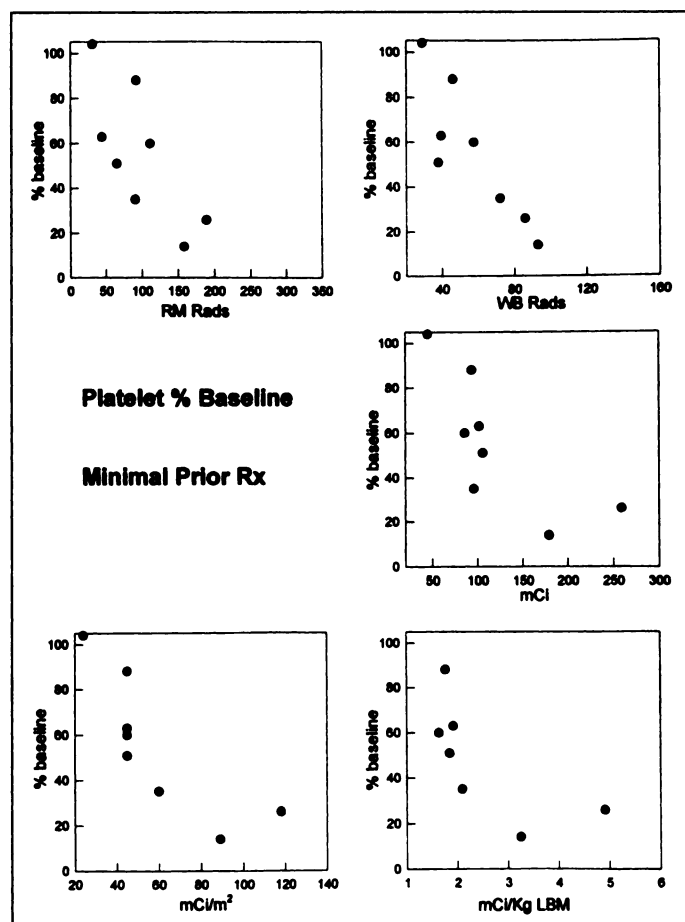 100
80
60
40
20
0
% baseline
0 50 100 150 200 250 300 350
RM Rads
100
80
60
40
20
0
% baseline
40 80 120 160
WB Rads
Platelet % Baseline
Minimal Prior Rx
100
80
60
40
20
0
% baseline
50 100 150 200 250 300
mCi
100
80
60
40
20
0
% baseline
20 40 60 80 100 120 140
mCi/m²
100
80
60
40
20
0
% baseline
1 2 3 4 5 6
mCi/Kg LBM